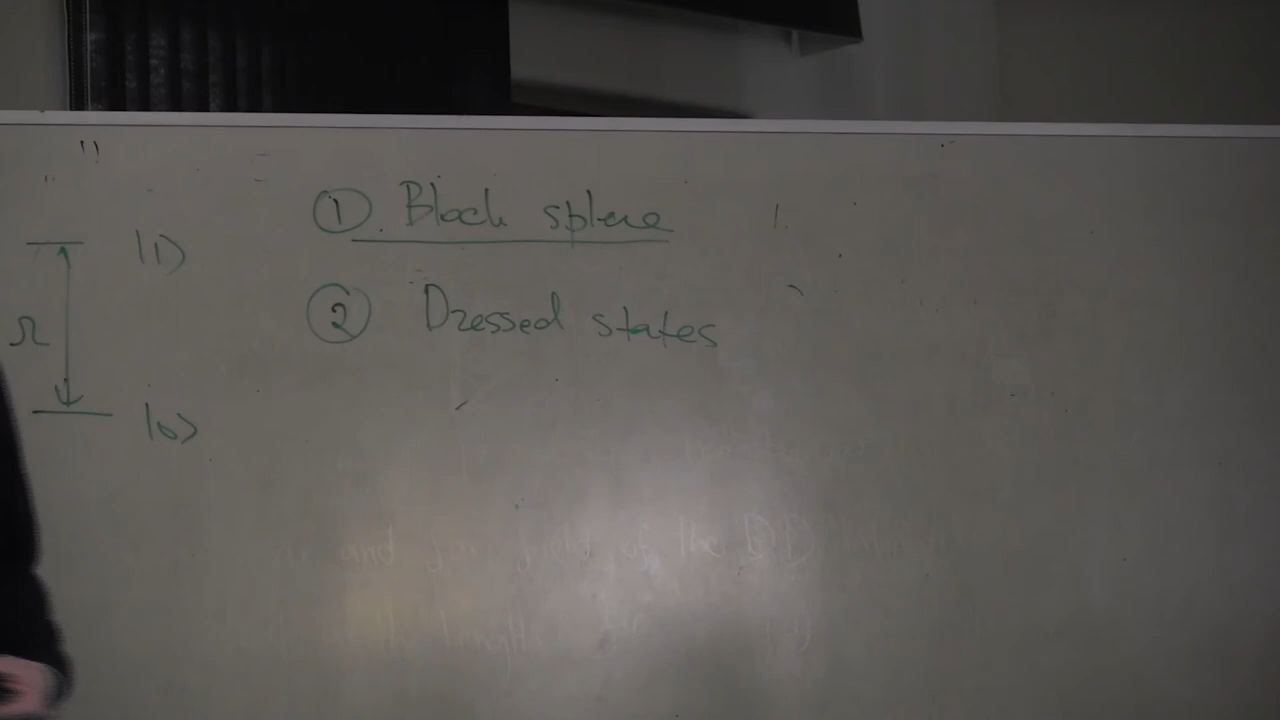 ① Bloch sphere
|1⟩
② Dressed states
Ω
|0⟩